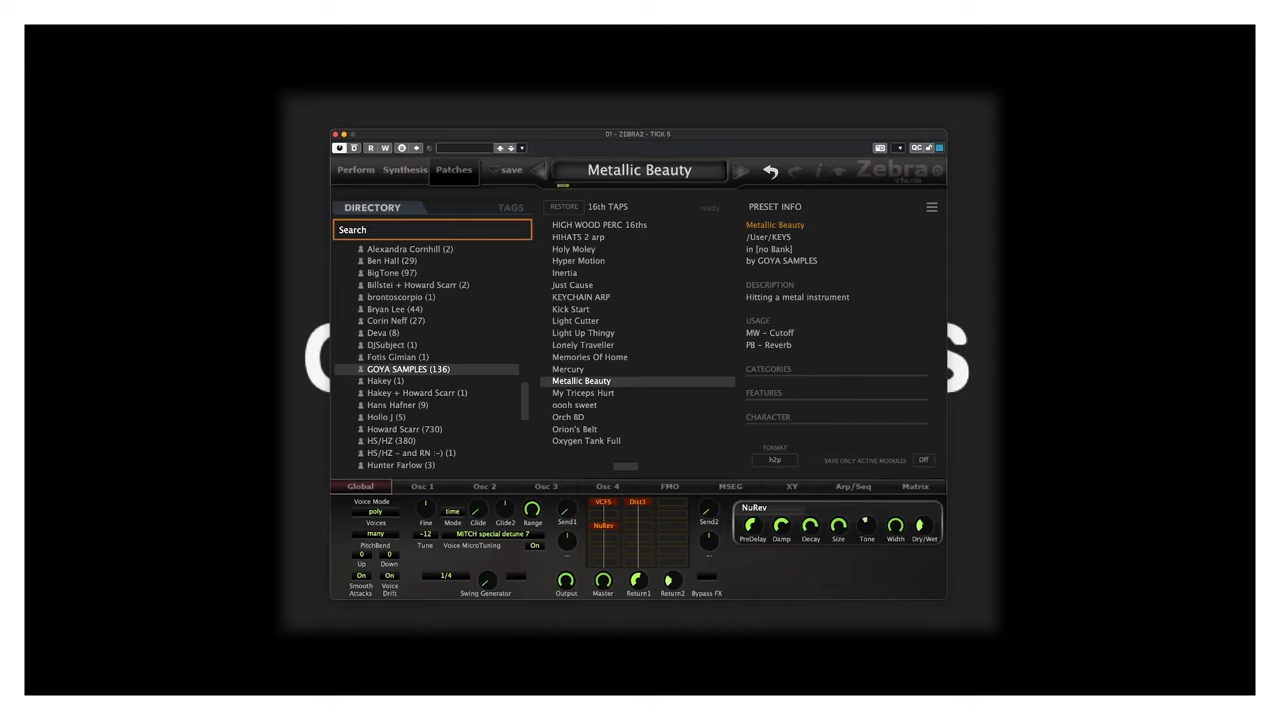 01 - ZEBRA2 - TICK 5
R W
QC
Perform Synthesis Patches save Metallic Beauty Zebra
u-he.com
DIRECTORY TAGS
Search
Alexandra Cornhill (2)
Ben Hall (29)
BigTone (97)
Billstei + Howard Scarr (2)
brontoscorpio (1)
Bryan Lee (44)
Corin Neff (27)
Deva (8)
DJSubject (1)
Fotis Gimian (1)
GOYA SAMPLES (136)
Hakey (1)
Hakey + Howard Scarr (1)
Hans Hafner (9)
Hollo J (5)
Howard Scarr (730)
HS/HZ (380)
HS/HZ - and RN :-) (1)
Hunter Farlow (3)
RESTORE 16th TAPS ready
HIGH WOOD PERC 16ths
HIHATS 2 arp
Holy Moley
Hyper Motion
Inertia
Just Cause
KEYCHAIN ARP
Kick Start
Light Cutter
Light Up Thingy
Lonely Traveller
Memories Of Home
Mercury
Metallic Beauty
My Triceps Hurt
oooh sweet
Orch BD
Orion's Belt
Oxygen Tank Full
PRESET INFO
Metallic Beauty
/User/KEYS
in [no Bank]
by GOYA SAMPLES
DESCRIPTION
Hitting a metal instrument
USAGE
MW - Cutoff
PB - Reverb
CATEGORIES
FEATURES
CHARACTER
FORMAT
h2p SAVE ONLY ACTIVE MODULES Off
Global Osc 1 Osc 2 Osc 3 Osc 4 FMO MSEG XY Arp/Seq Matrix
Voice Mode
poly
Voices
many
PitchBend
0 0
Up Down
On On
Smooth Attacks Voice Drift
time
Fine Mode Glide Glide2 Range
-12 MITCH special detune 7
Tune Voice MicroTuning On
1/4
Swing Generator
Send1
...
VCF5 Dist3
NuRev
Send2
...
Output Master Return1 Return2 Bypass FX
NuRev
PreDelay Damp Decay Size Tone Width Dry/Wet